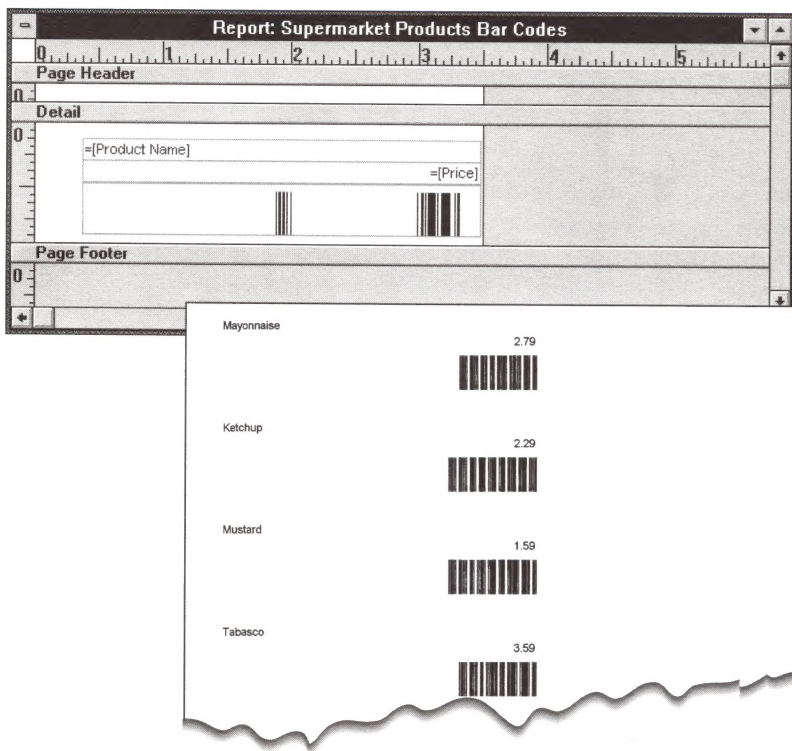 Report: Supermarket Products Bar Codes
0 1 2 3 4 5
Page Header
0
Detail
0
=[Product Name]
=[Price]
Page Footer
0
Mayonnaise
2.79
Ketchup
2.29
Mustard
1.59
Tabasco
3.59